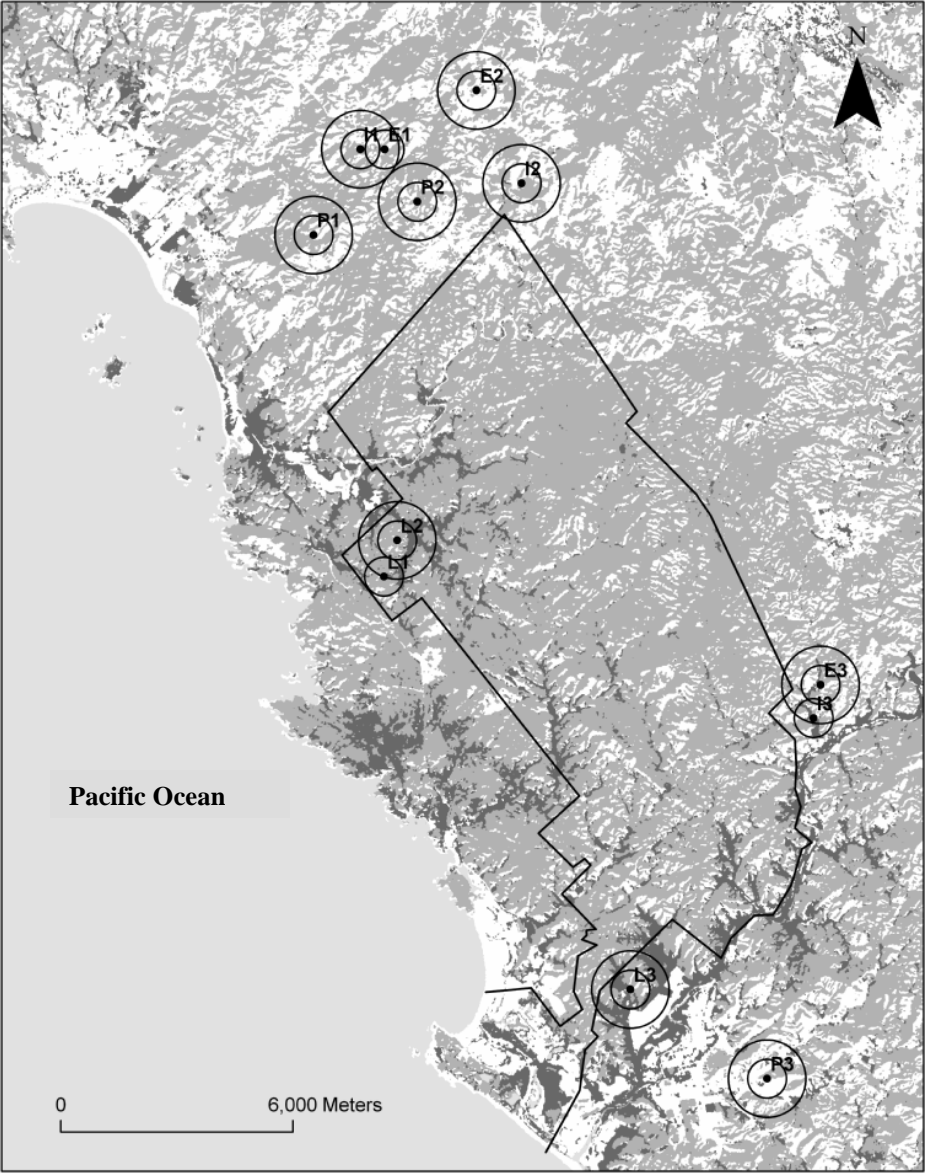 N
E2
I1 E1
I2
P2
P1
L2
L1
E3
I3
Pacific Ocean
L3
P3
0 6,000 Meters